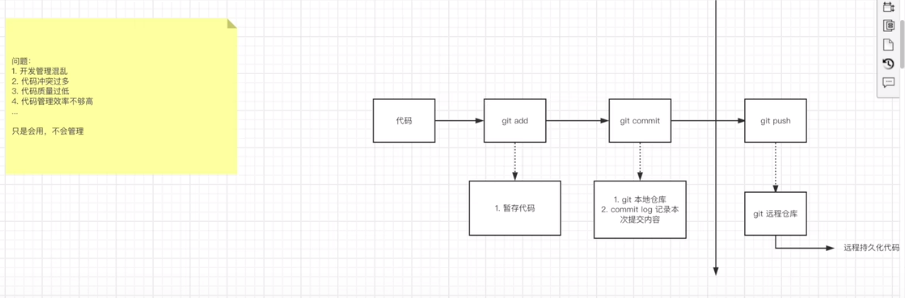 问题：
1. 开发管理混乱
2. 代码冲突过多
3. 代码质量过低
4. 代码管理效率不够高
...
只是会用，不会管理
代码
git add
git commit
git push
1. 暂存代码
1. git 本地仓库
2. commit log 记录本
次提交内容
git 远程仓库
远程持久化代码